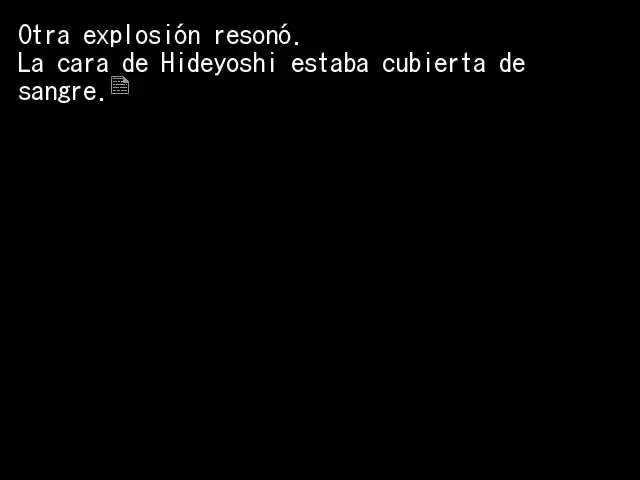 Otra explosión resonó.
La cara de Hideyoshi estaba cubierta de
sangre.